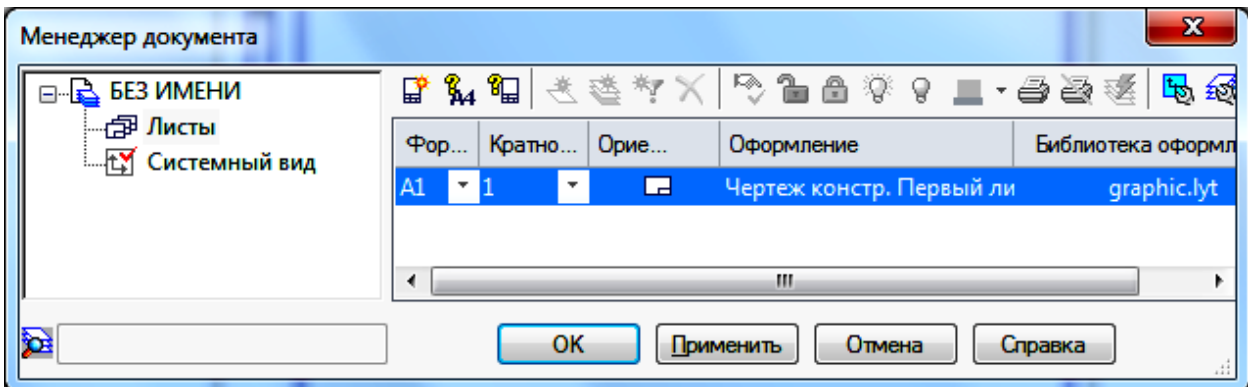 Менеджер документа
БЕЗ ИМЕНИ
Листы
Системный вид
?A4
Фор... Кратно... Орие... Оформление Библиотека оформл
A1 1 Чертеж констр. Первый ли graphic.lyt
OK Применить Отмена Справка